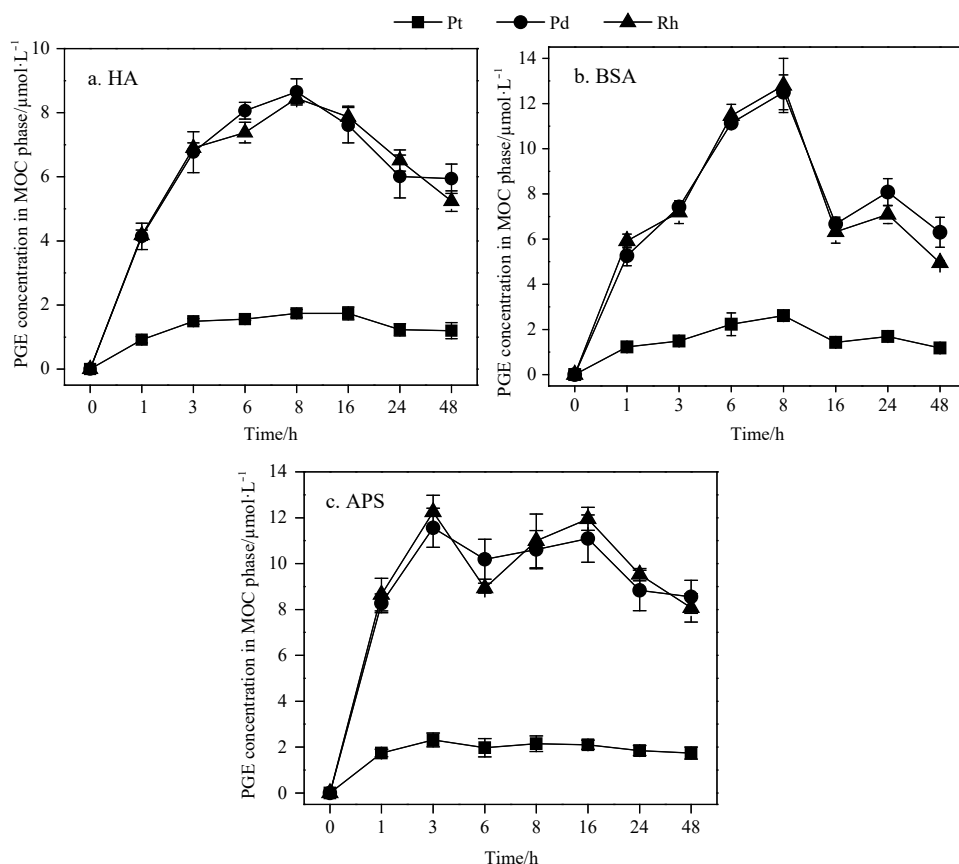 Pt Pd Rh
a. HA
PGE concentration in MOC phase/μmol·L⁻¹
10
8
6
4
2
0
0 1 3 6 8 16 24 48
Time/h
b. BSA
PGE concentration in MOC phase/μmol·L⁻¹
14
12
10
8
6
4
2
0
0 1 3 6 8 16 24 48
Time/h
c. APS
PGE concentration in MOC phase/μmol·L⁻¹
14
12
10
8
6
4
2
0
0 1 3 6 8 16 24 48
Time/h